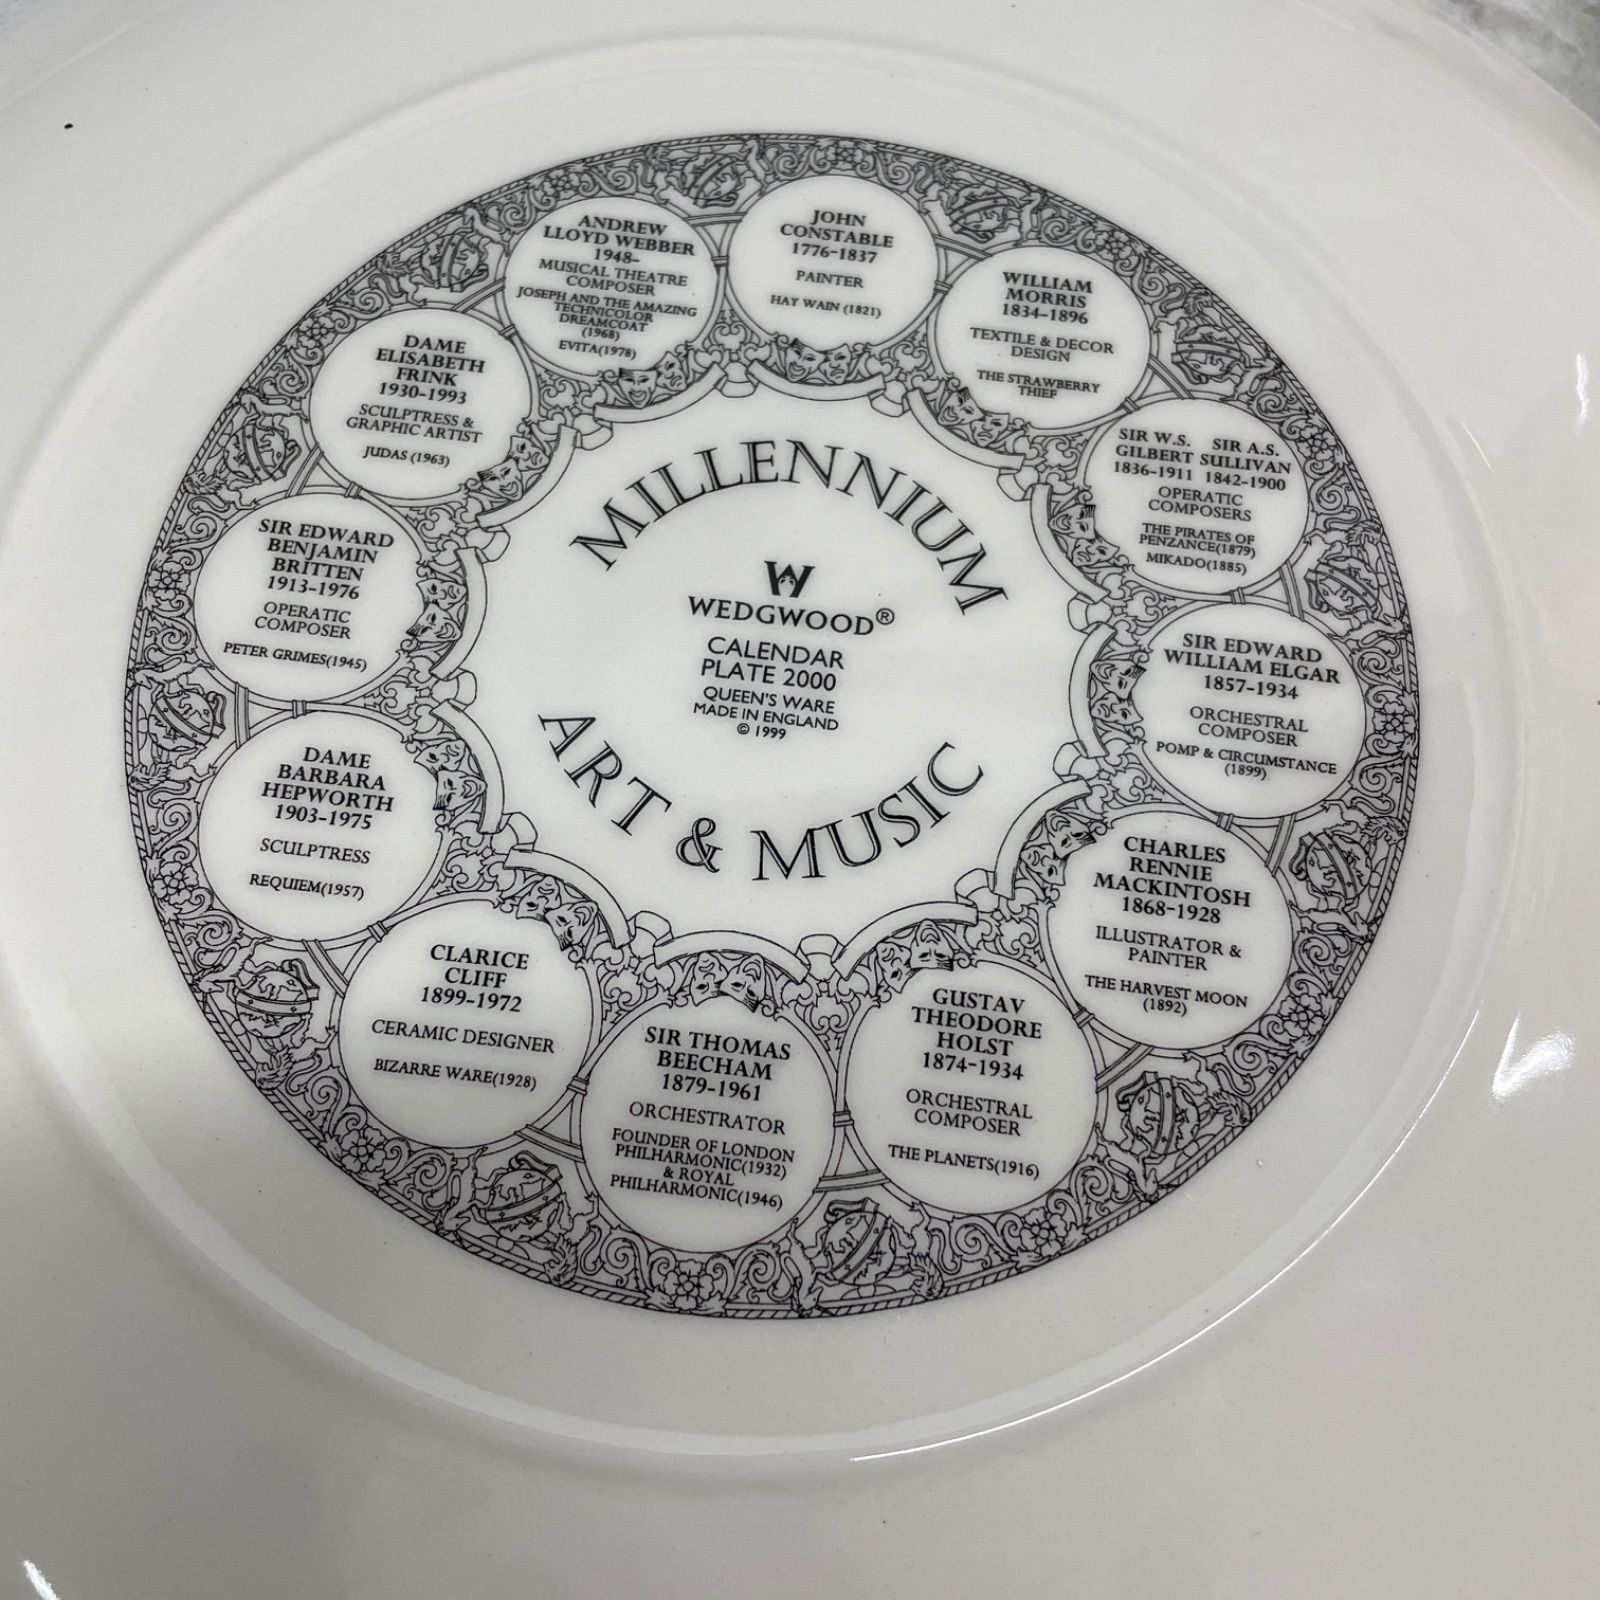 MILLENNIUM
WEDGWOOD®
CALENDAR
PLATE 2000
QUEEN'S WARE
MADE IN ENGLAND
© 1999
ART & MUSIC
JOHN
CONSTABLE
1776-1837
PAINTER
HAY WAIN (1821)
WILLIAM
MORRIS
1834-1896
TEXTILE & DECOR
DESIGN
THE STRAWBERRY
THIEF
SIR W.S. SIR A.S.
GILBERT SULLIVAN
1836-1911 1842-1900
OPERATIC
COMPOSERS
THE PIRATES OF
PENZANCE(1879)
MIKADO(1885)
SIR EDWARD
WILLIAM ELGAR
1857-1934
ORCHESTRAL
COMPOSER
POMP & CIRCUMSTANCE
(1899)
CHARLES
RENNIE
MACKINTOSH
1868-1928
ILLUSTRATOR &
PAINTER
THE HARVEST MOON
(1892)
GUSTAV
THEODORE
HOLST
1874-1934
ORCHESTRAL
COMPOSER
THE PLANETS(1916)
SIR THOMAS
BEECHAM
1879-1961
ORCHESTRATOR
FOUNDER OF LONDON
PHILHARMONIC(1932)
& ROYAL
PHILHARMONIC(1946)
CLARICE
CLIFF
1899-1972
CERAMIC DESIGNER
BIZARRE WARE(1928)
DAME
BARBARA
HEPWORTH
1903-1975
SCULPTRESS
REQUIEM(1957)
SIR EDWARD
BENJAMIN
BRITTEN
1913-1976
OPERATIC
COMPOSER
PETER GRIMES(1945)
DAME
ELISABETH
FRINK
1930-1993
SCULPTRESS &
GRAPHIC ARTIST
JUDAS (1963)
ANDREW
LLOYD WEBBER
1948-
MUSICAL THEATRE
COMPOSER
JOSEPH AND THE AMAZING
TECHNICOLOR
DREAMCOAT
(1968)
EVITA(1978)